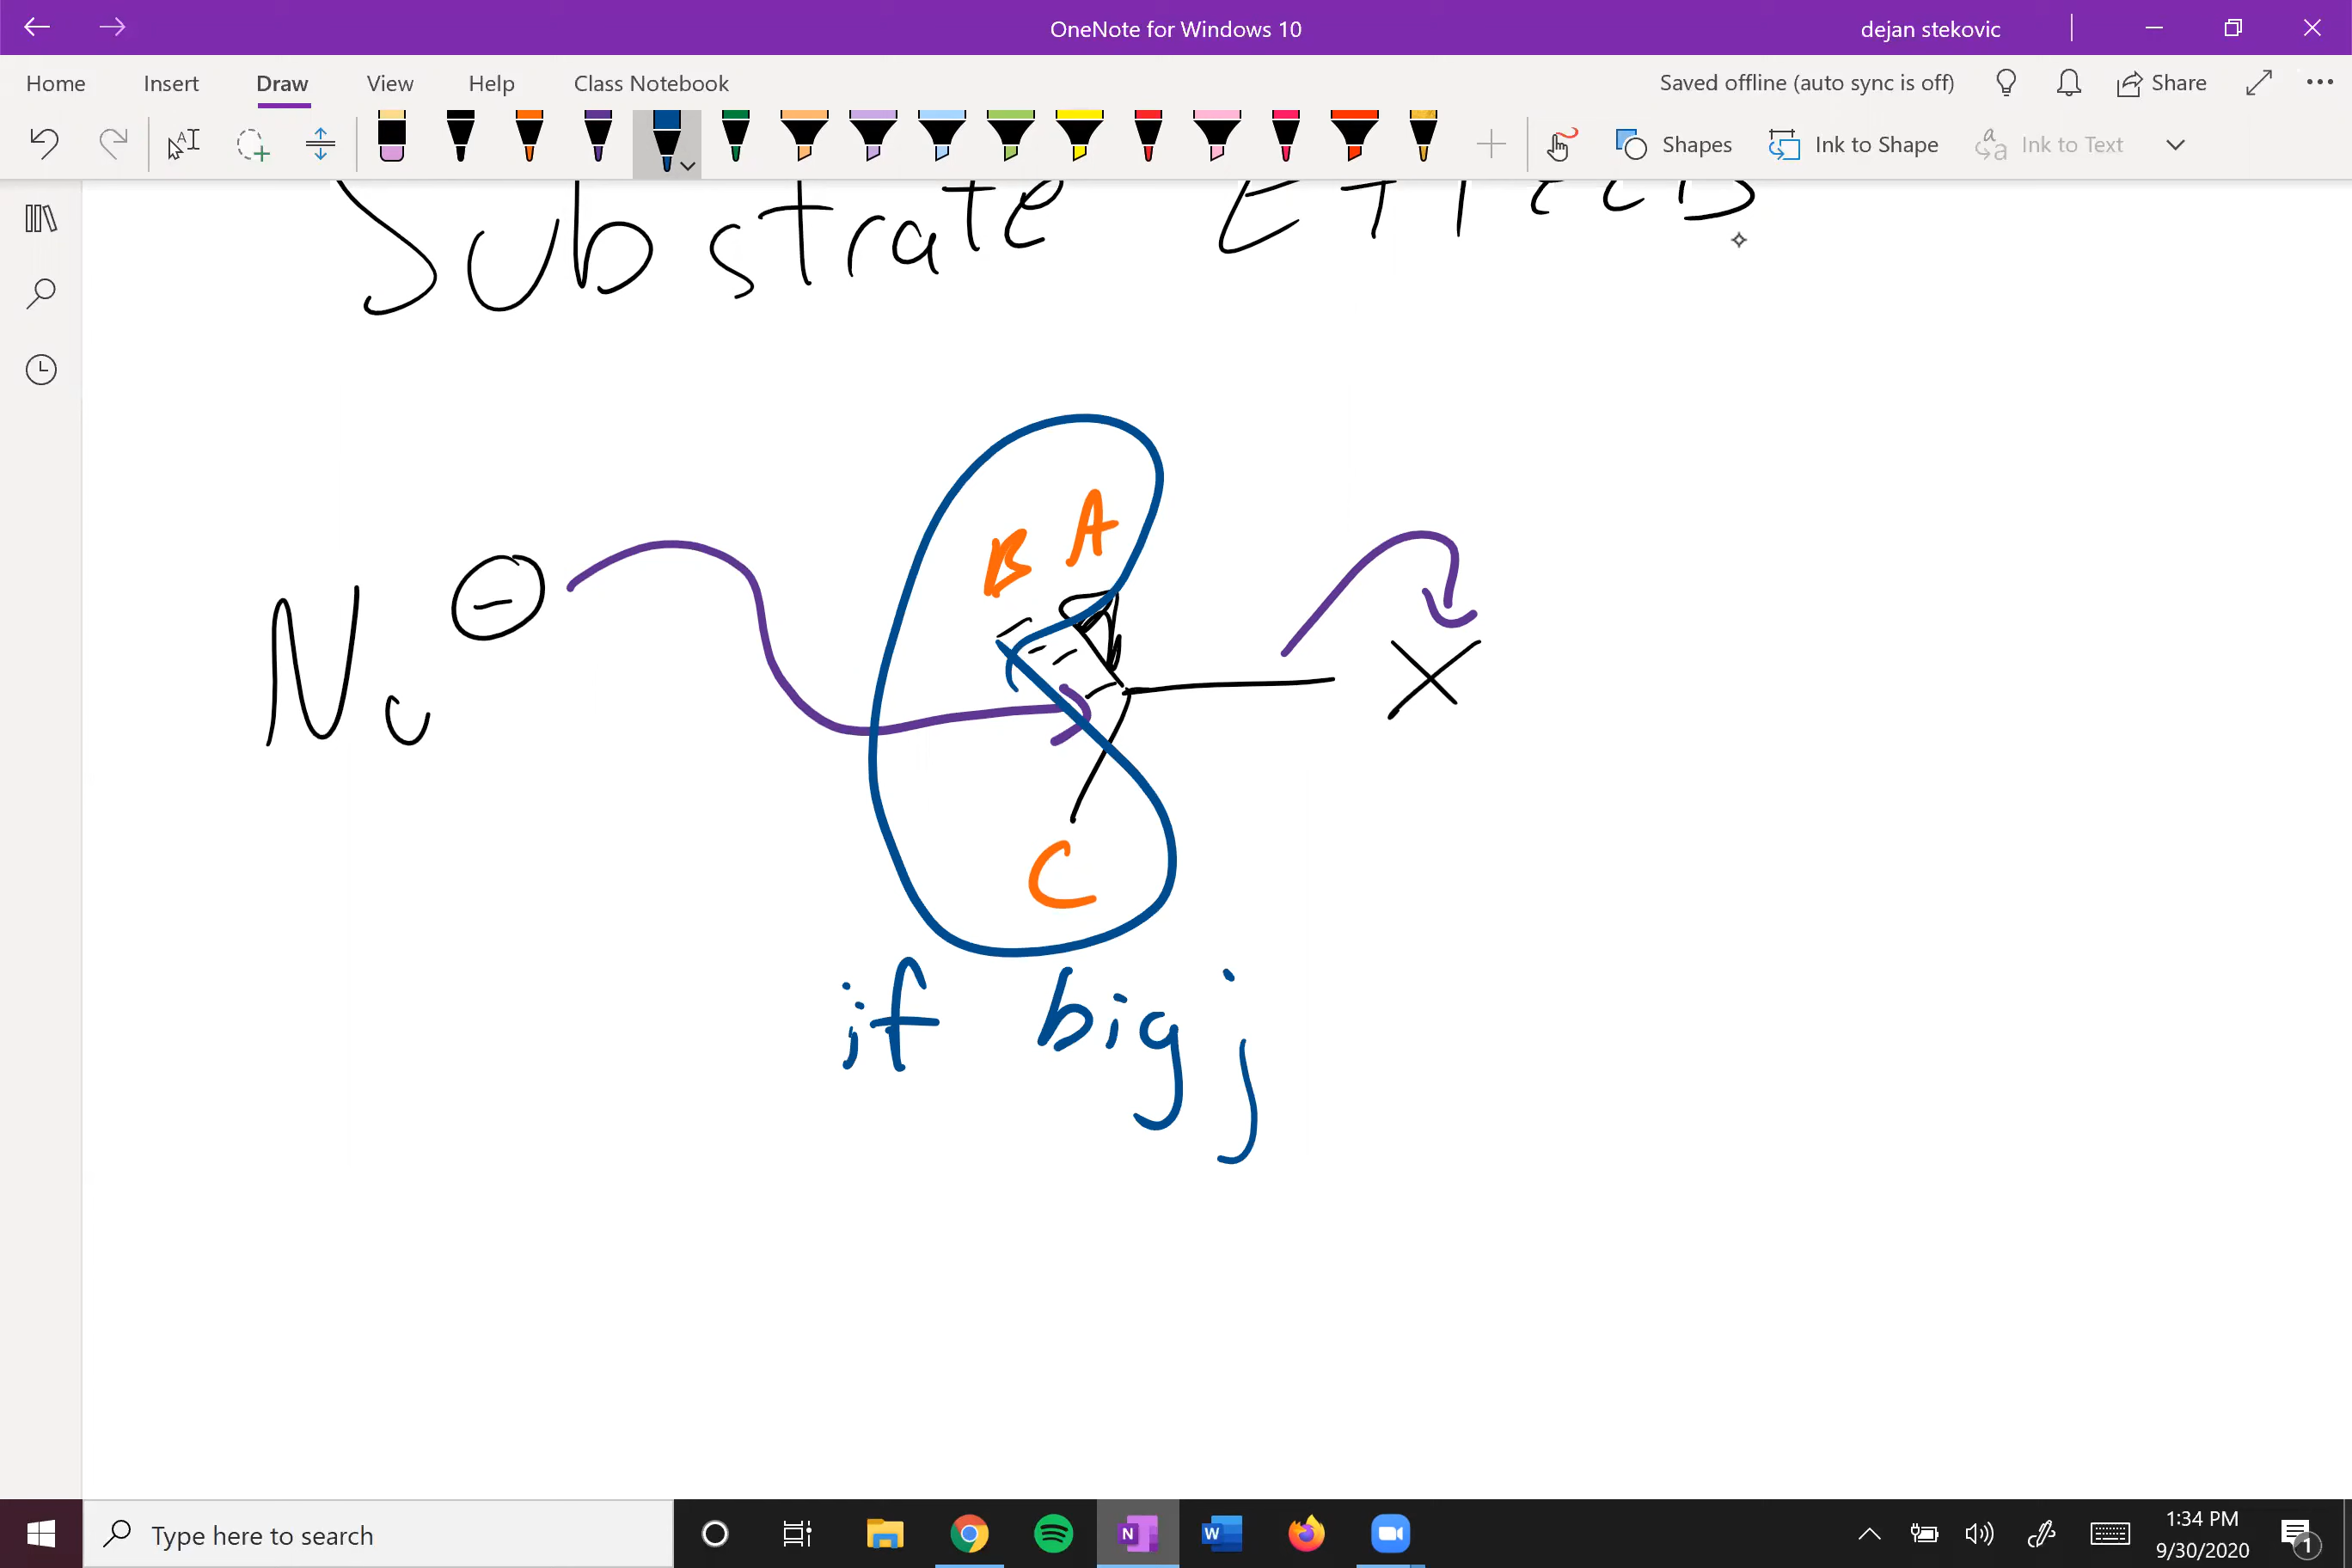 OneNote for Windows 10
dejan stekovic
Home Insert Draw View Help Class Notebook
Saved offline (auto sync is off)
Share
Shapes
Ink to Shape
Ink to Text
Substrate Effects
B A
Nu
X
C
if big j
Type here to search
1:34 PM
9/30/2020
1